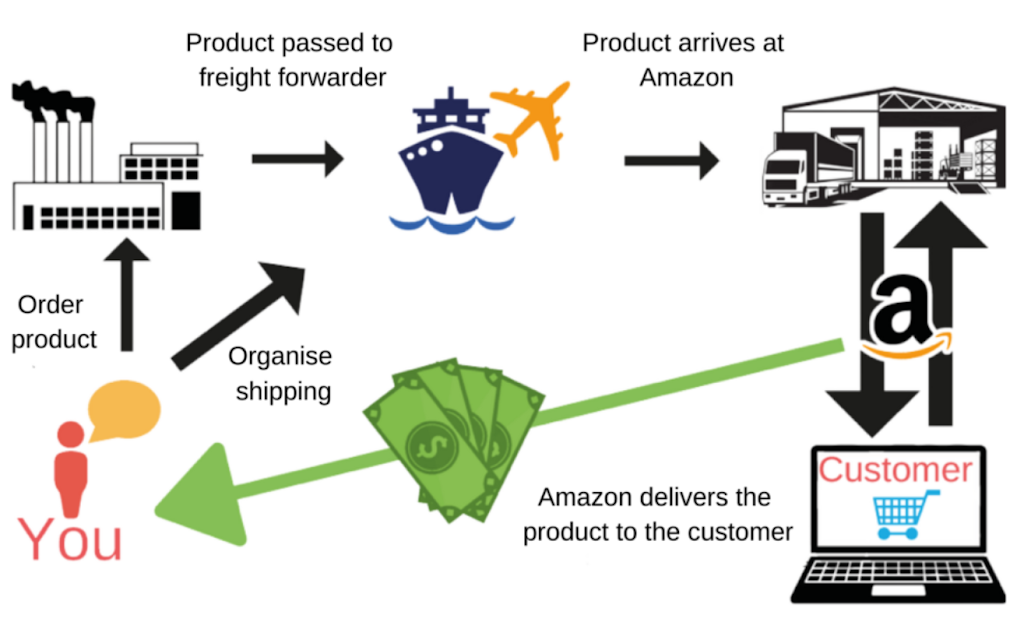 Product passed to
freight forwarder
Product arrives at
Amazon
Order
product
Organise
shipping
a
Customer
Amazon delivers the
product to the customer
You